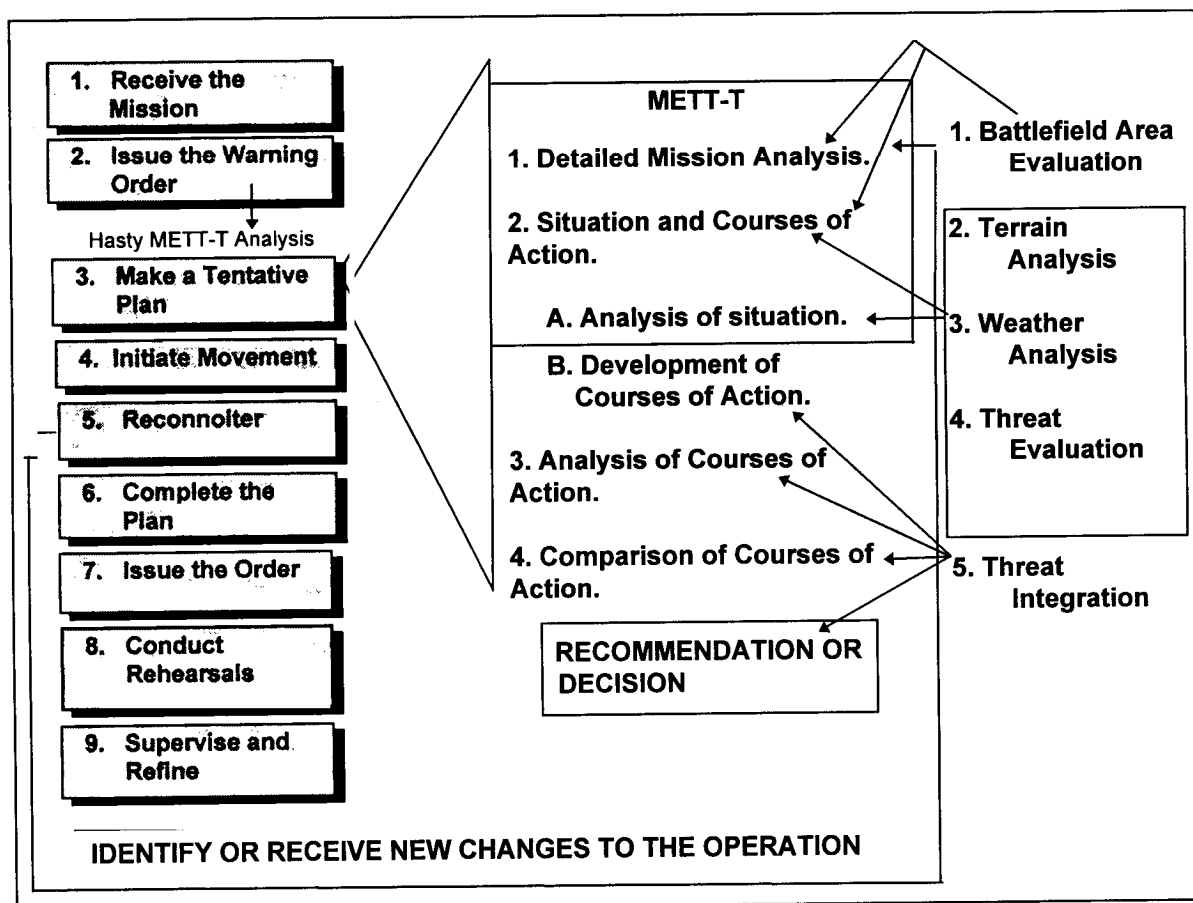 1. Receive the
Mission
2. Issue the Warning
Order
Hasty METT-T Analysis
3. Make a Tentative
Plan
4. Initiate Movement
5. Reconnoiter
6. Complete the
Plan
7. Issue the Order
8. Conduct
Rehearsals
9. Supervise and
Refine
METT-T
1. Detailed Mission Analysis.
2. Situation and Courses of
Action.
A. Analysis of situation.
B. Development of
Courses of Action.
3. Analysis of Courses of
Action.
4. Comparison of Courses of
Action.
RECOMMENDATION OR
DECISION
1. Battlefield Area
Evaluation
2. Terrain
Analysis
3. Weather
Analysis
4. Threat
Evaluation
5. Threat
Integration
IDENTIFY OR RECEIVE NEW CHANGES TO THE OPERATION